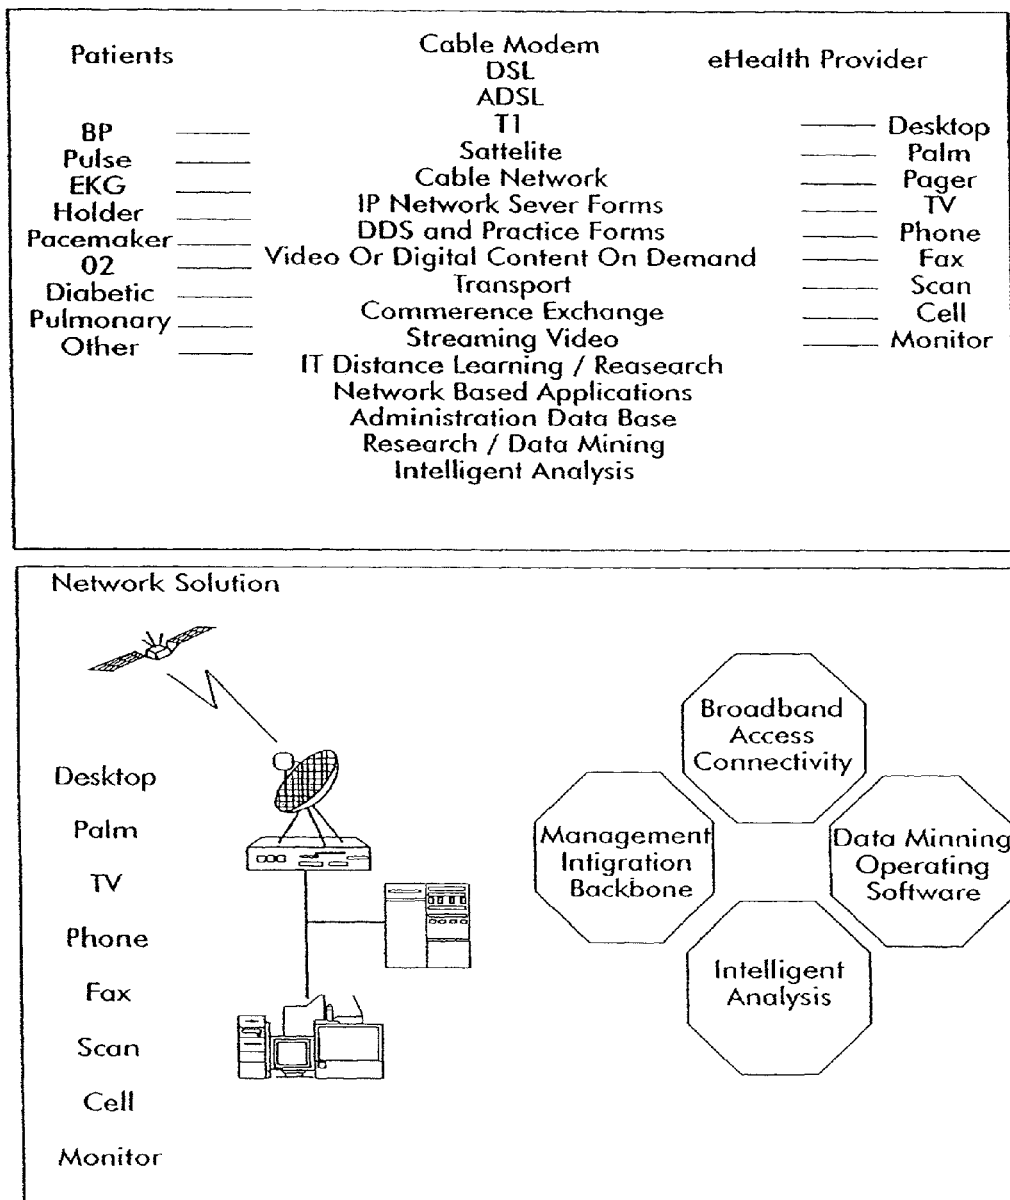 Patients
BP
Pulse
EKG
Holder
Pacemaker
02
Diabetic
Pulmonary
Other
Cable Modem
DSL
ADSL
T1
Sattelite
Cable Network
IP Network Sever Forms
DDS and Practice Forms
Video Or Digital Content On Demand
Transport
Commerence Exchange
Streaming Video
IT Distance Learning / Reasearch
Network Based Applications
Administration Data Base
Research / Data Mining
Intelligent Analysis
eHealth Provider
Desktop
Palm
Pager
TV
Phone
Fax
Scan
Cell
Monitor
Network Solution
Desktop
Palm
TV
Phone
Fax
Scan
Cell
Monitor
Broadband
Access
Connectivity
Management
Intigration
Backbone
Data Minning
Operating
Software
Intelligent
Analysis